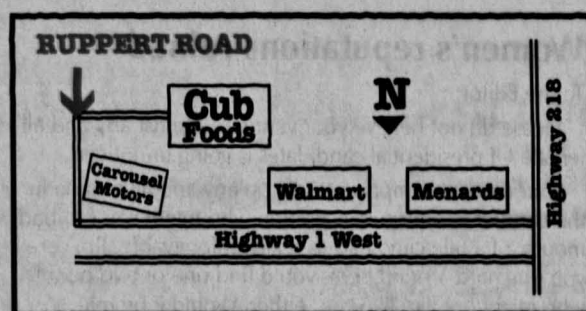 RUPPERT ROAD
Cub
Foods
N
Highway 218
Carousel
Motors
Walmart
Menards
Highway 1 West